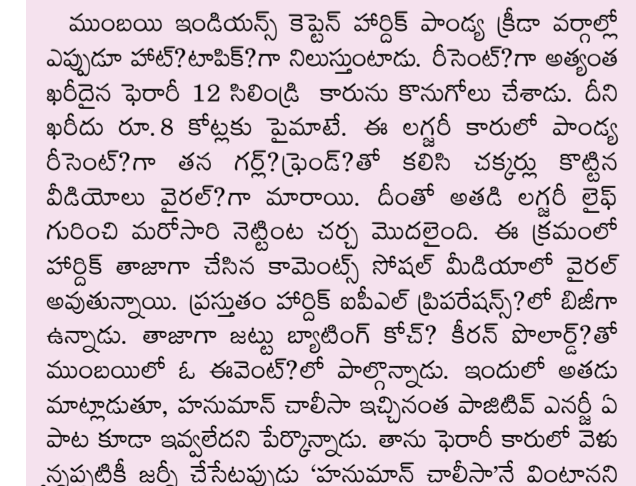 ముంబయి ఇండియన్స్ కెప్టెన్ హార్దిక్ పాండ్య క్రీడా వర్గాల్లో
ఎప్పుడూ హాట్?టాపిక్?గా నిలుస్తుంటాడు. రీసెంట్?గా అత్యంత
ఖరీదైన ఫెరారీ 12 సిలిండ్రి కారును కొనుగోలు చేశాడు. దీని
ఖరీదు రూ.8 కోట్లకు పైమాటే. ఈ లగ్జరీ కారులో పాండ్య
రీసెంట్?గా తన గర్ల్?ఫ్రెండ్?తో కలిసి చక్కర్లు కొట్టిన
వీడియోలు వైరల్?గా మారాయి. దీంతో అతడి లగ్జరీ లైఫ్
గురించి మరోసారి నెట్టింట చర్చ మొదలైంది. ఈ క్రమంలో
హార్దిక్ తాజాగా చేసిన కామెంట్స్ సోషల్ మీడియాలో వైరల్
అవుతున్నాయి. ప్రస్తుతం హార్దిక్ ఐపీఎల్ ప్రిపరేషన్స్?లో బిజీగా
ఉన్నాడు. తాజాగా జట్టు బ్యాటింగ్ కోచ్? కీరన్ పొలార్డ్?తో
ముంబయిలో ఓ ఈవెంట్?లో పాల్గొన్నాడు. ఇందులో అతడు
మాట్లాడుతూ, హనుమాన్ చాలీసా ఇచ్చినంత పాజిటివ్ ఎనర్జీ ఏ
పాట కూడా ఇవ్వలేదని పేర్కొన్నాడు. తాను ఫెరారీ కారులో వెళు
న్నప్పటికీ జర్నీ చేసేటప్పుడు ‘హనుమాన్ చాలీసా’నే వింటానని